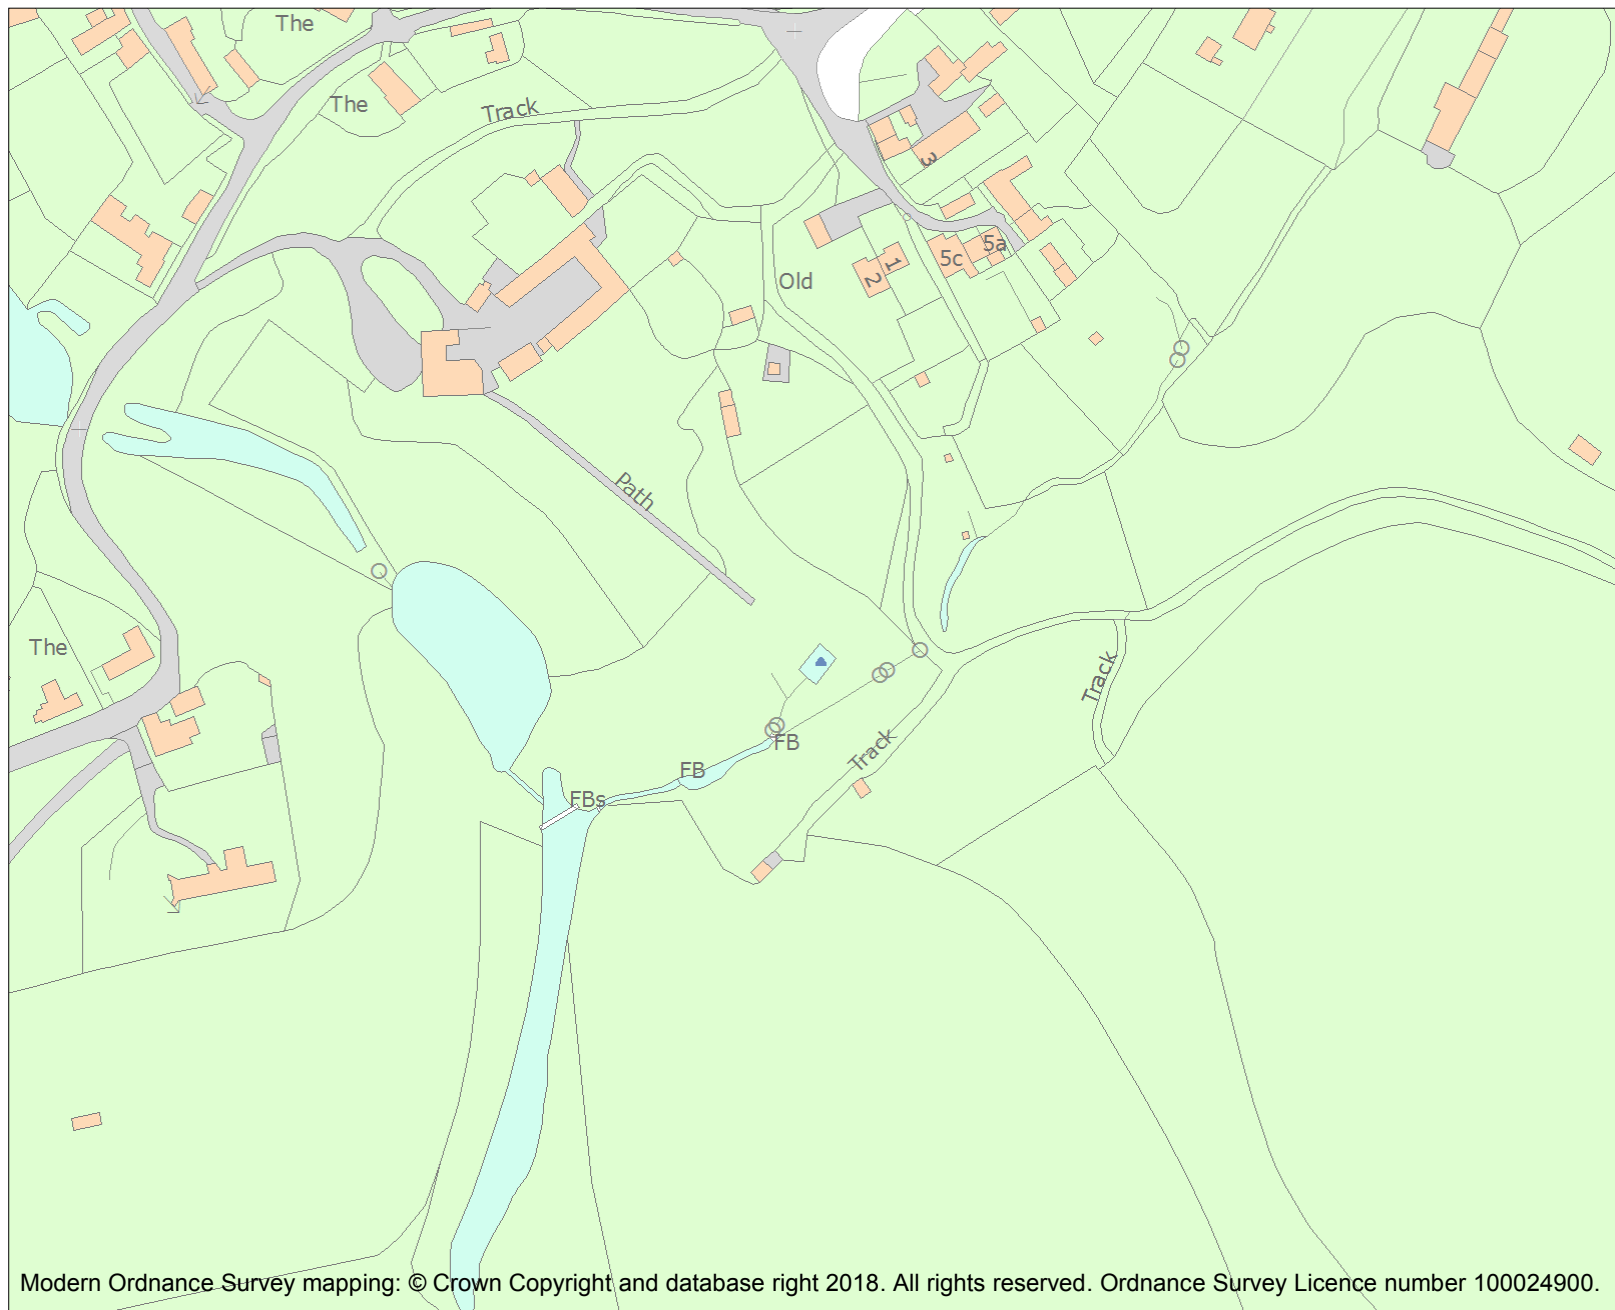 The
The
Track
3
Old
1
2
5c
5a
Path
The
Track
Track
FB
FB
FBs
Modern Ordnance Survey mapping: © Crown Copyright and database right 2018. All rights reserved. Ordnance Survey Licence number 100024900.